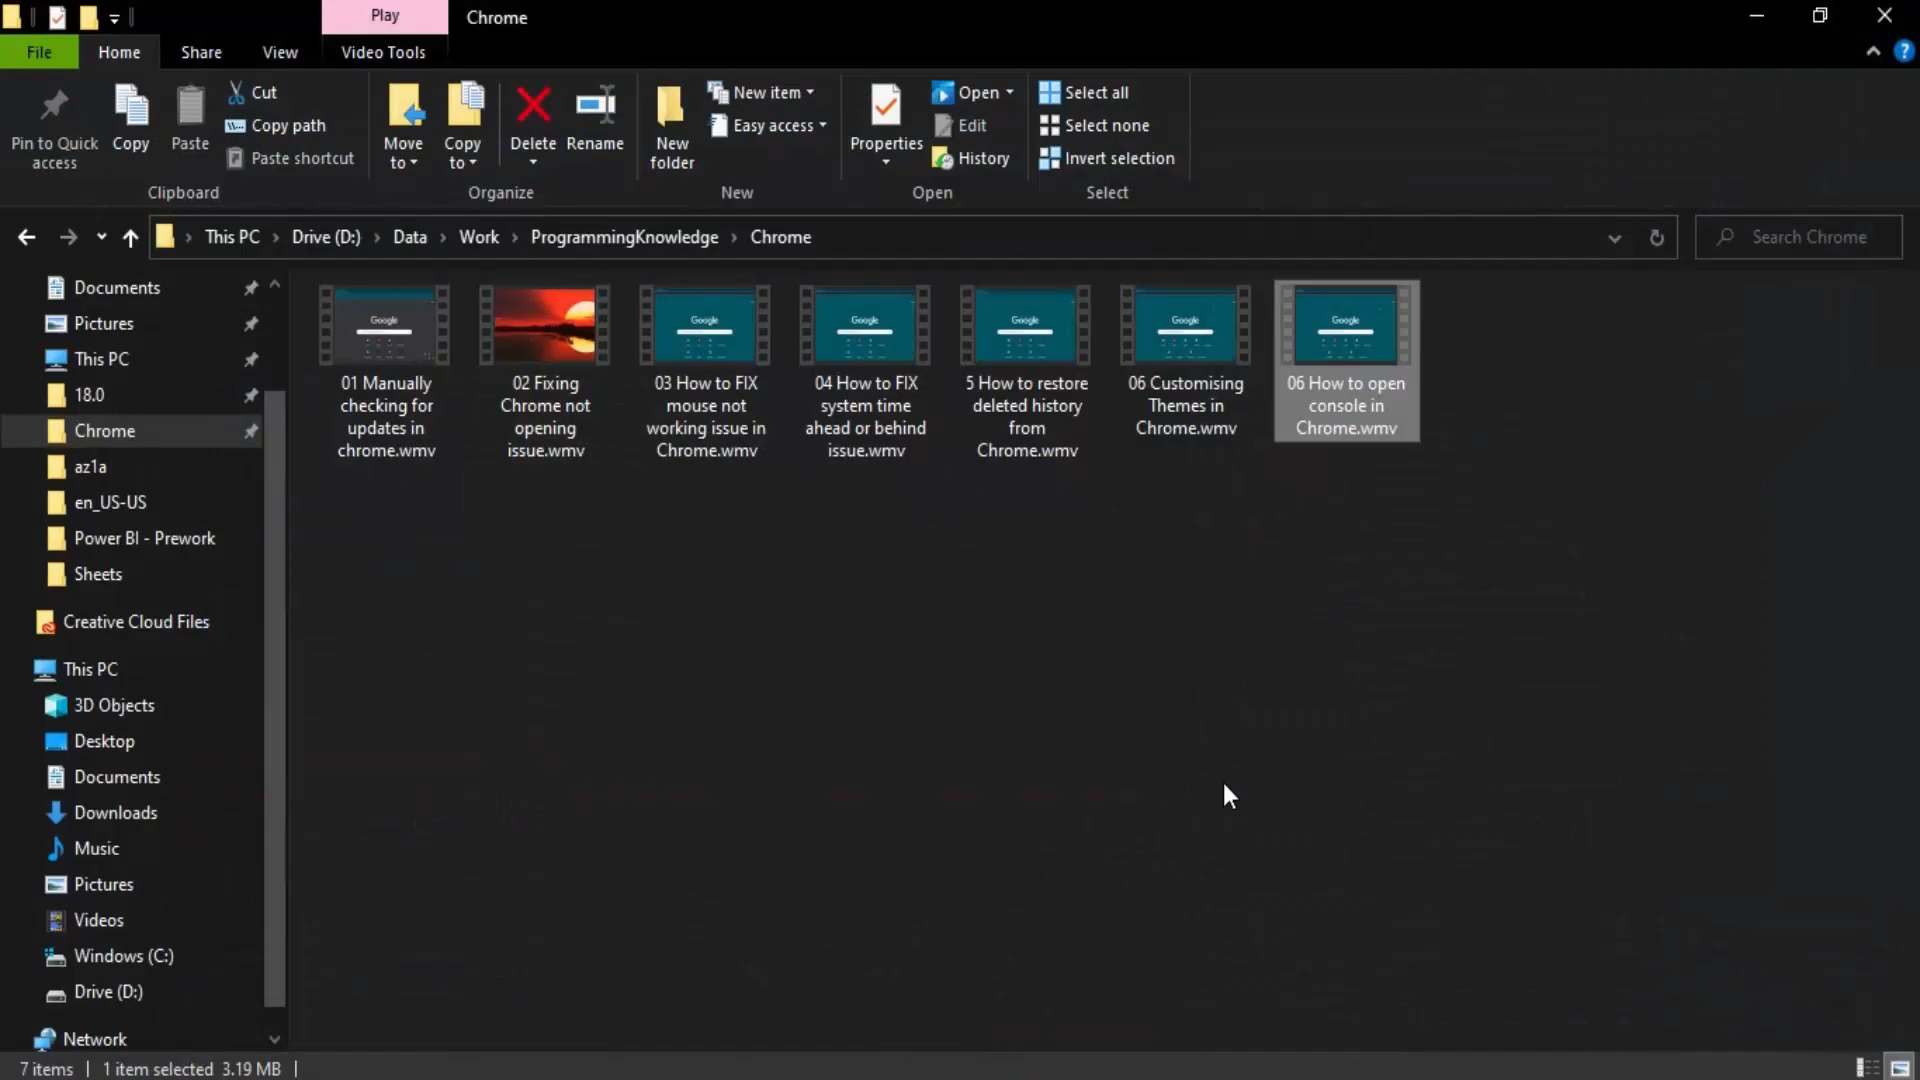 Play
Chrome
File
Home
Share
View
Video Tools
Pin to Quick
access
Copy
Paste
Cut
Copy path
Paste shortcut
Clipboard
Move
to
Copy
to
Delete
Rename
Organize
New
folder
New item
Easy access
New
Properties
Open
Edit
History
Open
Select all
Select none
Invert selection
Select
This PC
Drive (D:)
Data
Work
ProgrammingKnowledge
Chrome
Search Chrome
Documents
Pictures
This PC
18.0
Chrome
az1a
en_US-US
Power BI - Prework
Sheets
Creative Cloud Files
This PC
3D Objects
Desktop
Documents
Downloads
Music
Pictures
Videos
Windows (C:)
Drive (D:)
Network
Google
01 Manually
checking for
updates in
chrome.wmv
02 Fixing
Chrome not
opening
issue.wmv
Google
03 How to FIX
mouse not
working issue in
Chrome.wmv
Google
04 How to FIX
system time
ahead or behind
issue.wmv
Google
5 How to restore
deleted history
from
Chrome.wmv
Google
06 Customising
Themes in
Chrome.wmv
Google
06 How to open
console in
Chrome.wmv
7 items
1 item selected 3.19 MB